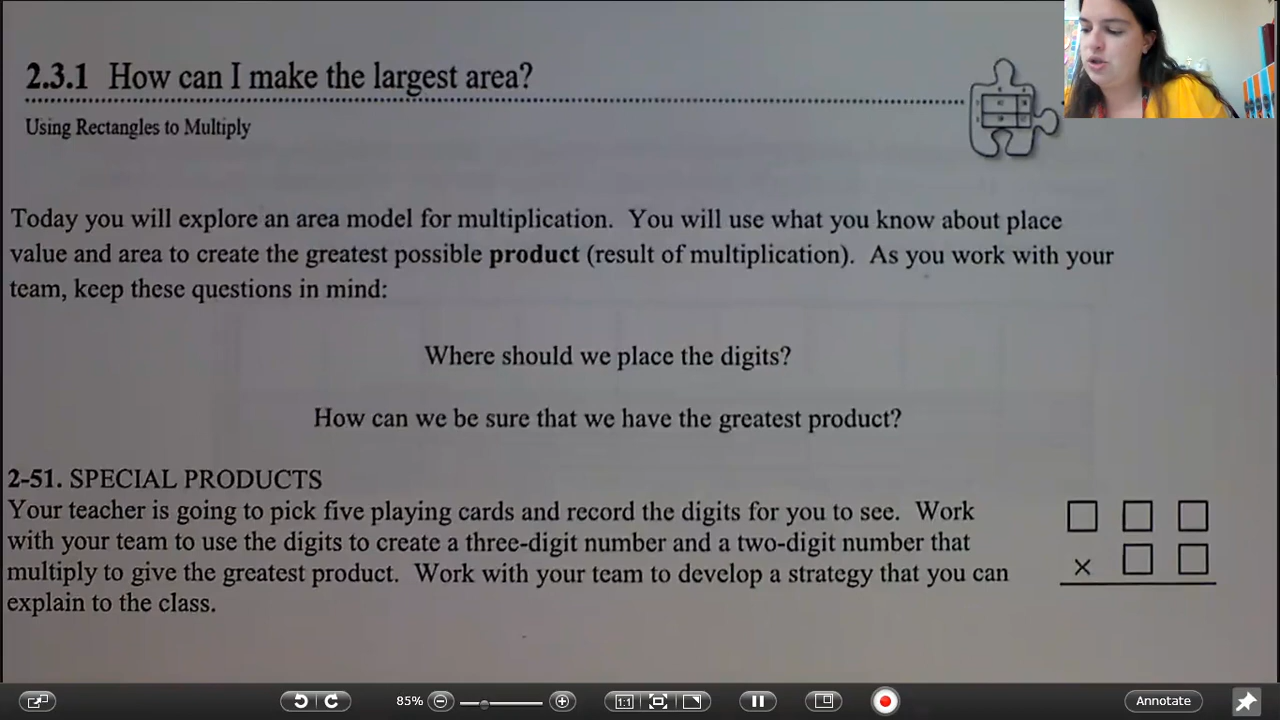 2.3.1 How can I make the largest area?
Using Rectangles to Multiply
Today you will explore an area model for multiplication. You will use what you know about place
value and area to create the greatest possible product (result of multiplication). As you work with your
team, keep these questions in mind:
Where should we place the digits?
How can we be sure that we have the greatest product?
2-51. SPECIAL PRODUCTS
Your teacher is going to pick five playing cards and record the digits for you to see. Work
with your team to use the digits to create a three-digit number and a two-digit number that
multiply to give the greatest product. Work with your team to develop a strategy that you can
explain to the class.
×
85%
1:1
Annotate